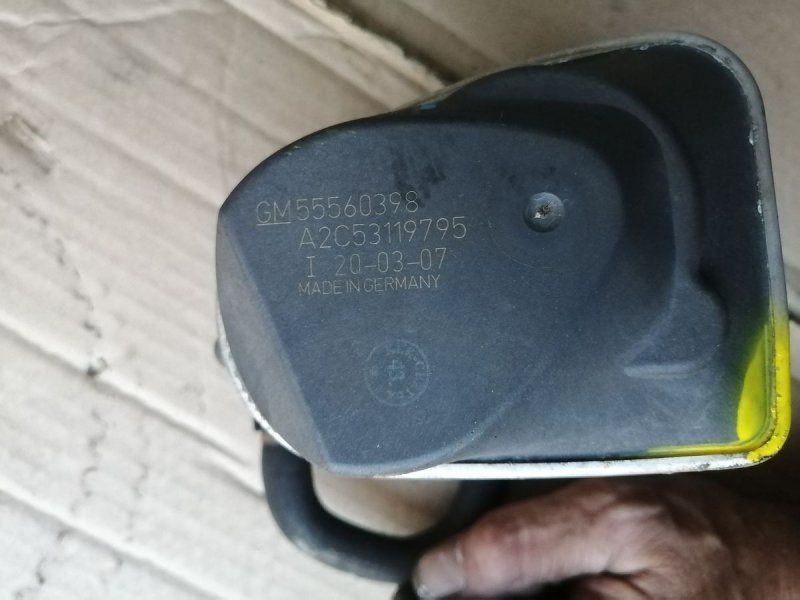 GM55560398
A2C53119795
I 20-03-07
MADE IN GERMANY